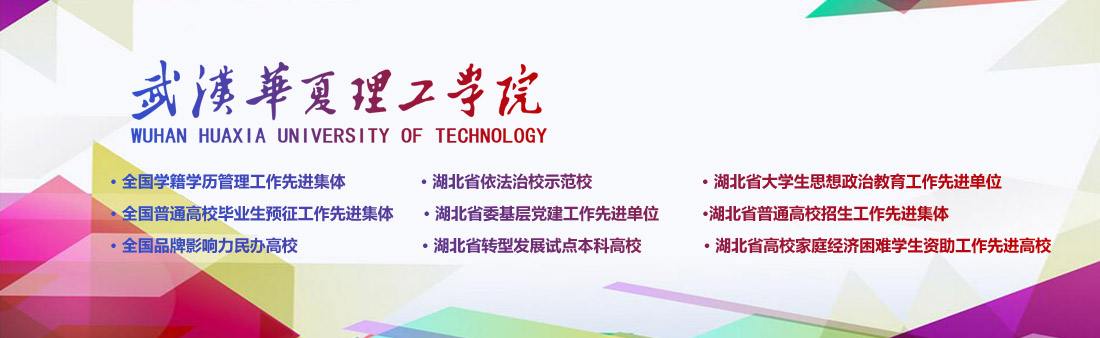 武漢華夏理工学院
WUHAN HUAXIA UNIVERSITY OF TECHNOLOGY
• 全国学籍学历管理工作先进集体 • 湖北省依法治校示范校 • 湖北省大学生思想政治教育工作先进单位
• 全国普通高校毕业生预征工作先进集体 • 湖北省委基层党建工作先进单位 •湖北省普通高校招生工作先进集体
• 全国品牌影响力民办高校 • 湖北省转型发展试点本科高校 • 湖北省高校家庭经济困难学生资助工作先进高校